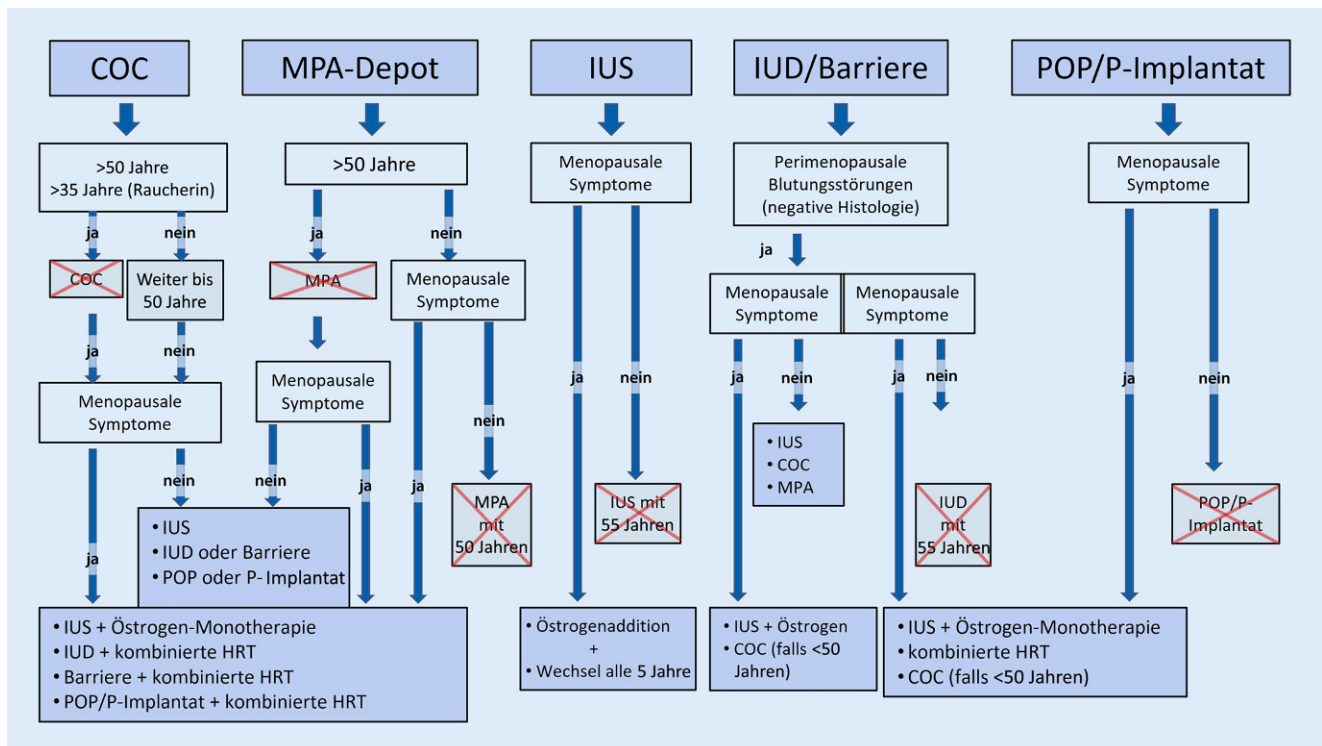 COC
MPA-Depot
IUS
IUD/Barriere
POP/P-Implantat
>50 Jahre
>35 Jahre (Raucherin)
>50 Jahre
Menopausale
Symptome
Perimenopausale
Blutungsstörungen
(negative Histologie)
Menopausale
Symptome
ja
nein
ja
nein
ja
COC
Weiter bis
50 Jahre
MPA
Menopausale
Symptome
Menopausale
Symptome
Menopausale
Symptome
ja
nein
ja
nein
ja
nein
ja
nein
ja
nein
Menopausale
Symptome
Menopausale
Symptome
nein
• IUS
• COC
• MPA
nein
nein
ja
ja
MPA
mit
50 Jahren
IUS mit
55 Jahren
IUD
mit
55 Jahren
POP/P-
Implantat
ja
• IUS
• IUD oder Barriere
• POP oder P-Implantat
• IUS + Östrogen-Monotherapie
• IUD + kombinierte HRT
• Barriere + kombinierte HRT
• POP/P-Implantat + kombinierte HRT
• Östrogenaddition
+
• Wechsel alle 5 Jahre
• IUS + Östrogen
• COC (falls <50
Jahren)
• IUS + Östrogen-Monotherapie
• kombinierte HRT
• COC (falls <50 Jahren)